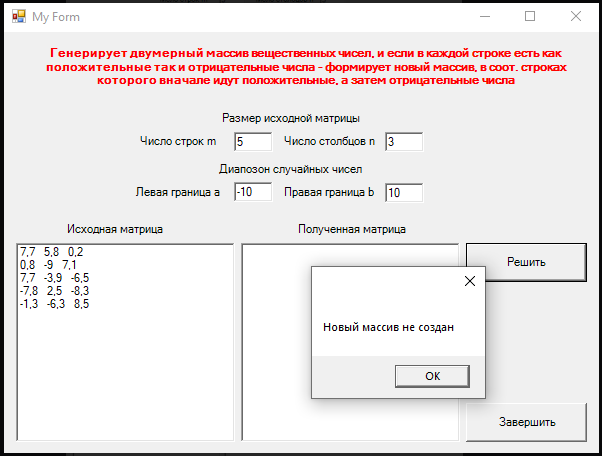 My Form
Генерирует двумерный массив вещественных чисел, и если в каждой строке есть как
положительные так и отрицательные числа - формирует новый массив, в соот. строках
которого вначале идут положительные, а затем отрицательные числа
Размер исходной матрицы
Число строк m 5 Число столбцов n 3
Диапозон случайных чисел
Левая граница a -10 Правая граница b 10
Исходная матрица Полученная матрица
7,7 5,8 0,2
0,8 -9 7,1
7,7 -3,9 -6,5
-7,8 2,5 -8,3
-1,3 -6,3 8,5
Решить
Новый массив не создан
OK
Завершить